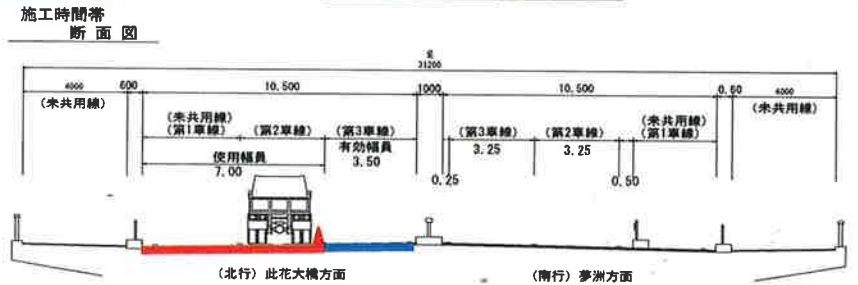 施工時間帯
断面図
31200
4000 600 10.500 1000 10.500 0.60 4000
(未共用線) (未共用線)
(未共用線) (未共用線)
(第1車線) (第2車線) (第3車線) (第3車線) (第2車線) (第1車線)
使用幅員 有効幅員 3.25 3.25
7.00 3.50
0.25 0.50
(北行) 此花大橋方面 (南行) 夢洲方面